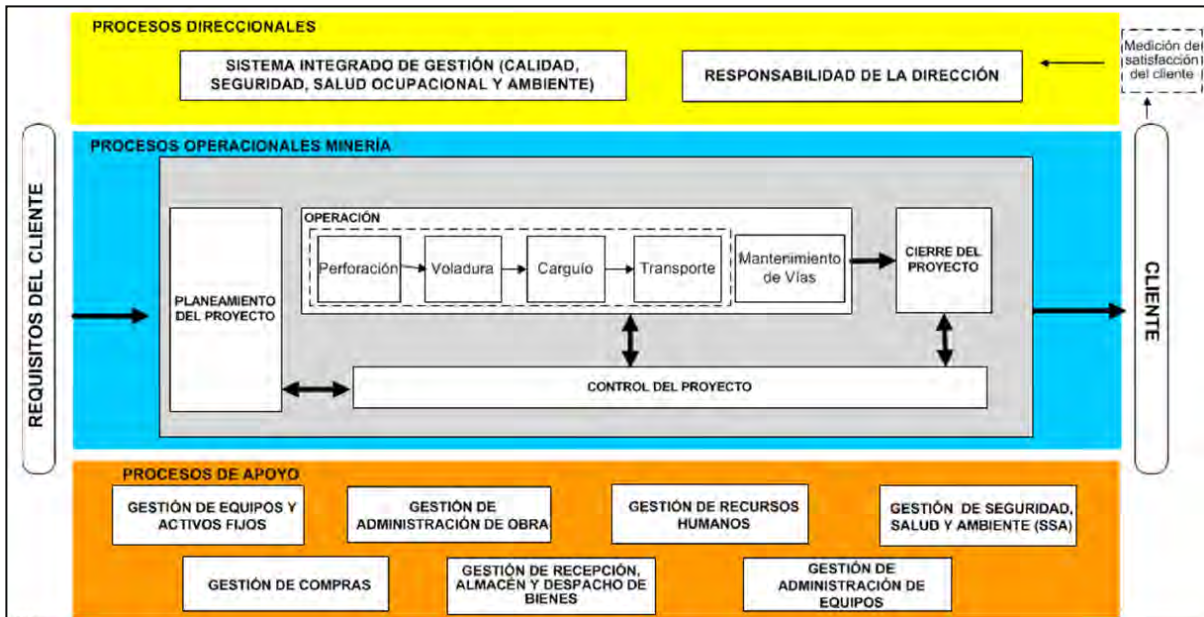 PROCESOS DIRECCIONALES
SISTEMA INTEGRADO DE GESTIÓN (CALIDAD,
SEGURIDAD, SALUD OCUPACIONAL Y AMBIENTE)
RESPONSABILIDAD DE LA DIRECCIÓN
Medición de
satisfacción
del cliente
REQUISITOS DEL CLIENTE
PROCESOS OPERACIONALES MINERÍA
PLANEAMIENTO
DEL PROYECTO
OPERACIÓN
Perforación
Voladura
Carguío
Transporte
Mantenimiento
de Vías
CIERRE DEL
PROYECTO
CONTROL DEL PROYECTO
CLIENTE
PROCESOS DE APOYO
GESTIÓN DE EQUIPOS Y
ACTIVOS FIJOS
GESTIÓN DE
ADMINISTRACIÓN DE OBRA
GESTIÓN DE RECURSOS
HUMANOS
GESTIÓN DE SEGURIDAD,
SALUD Y AMBIENTE (SSA)
GESTIÓN DE COMPRAS
GESTIÓN DE RECEPCIÓN,
ALMACÉN Y DESPACHO DE
BIENES
GESTIÓN DE
ADMINISTRACIÓN DE
EQUIPOS